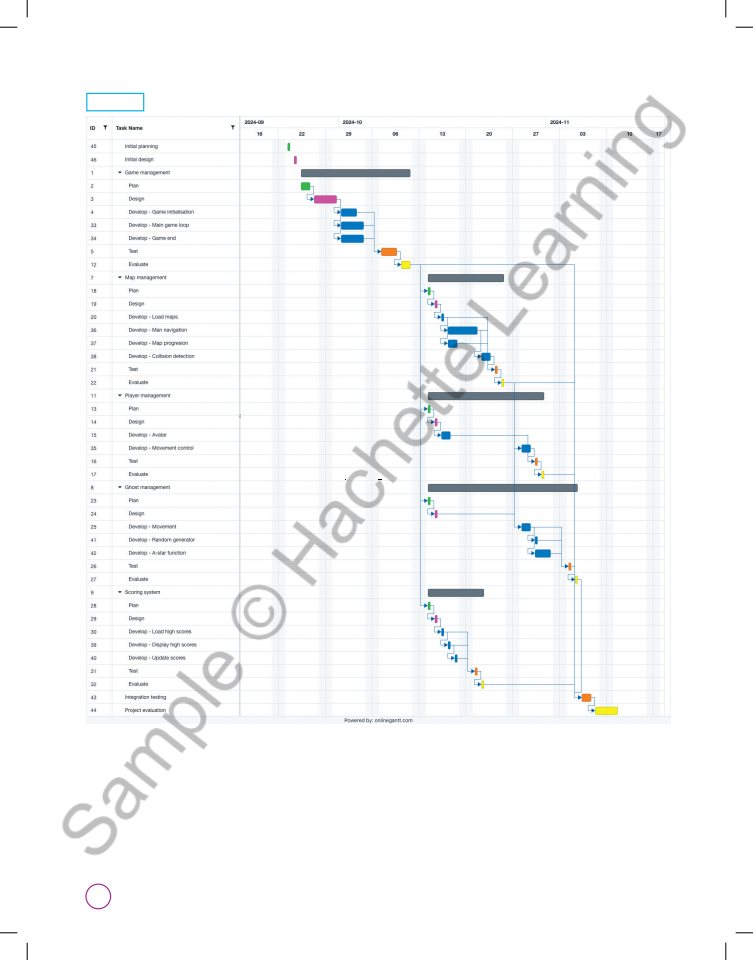 2024-09 2024-10 2024-11
ID Task Name 16 22 29 06 13 20 27 03 10 17
45 Initial planning
46 Initial design
1 Game management
2 Plan
3 Design
4 Develop - Game initialisation
33 Develop - Main game loop
34 Develop - Game end
5 Test
12 Evaluate
7 Map management
18 Plan
19 Design
20 Develop - Load maps
36 Develop - Man navigation
37 Develop - Map progresion
38 Develop - Collision detection
21 Test
22 Evaluate
11 Player management
13 Plan
14 Design
15 Develop - Avatar
35 Develop - Movement control
16 Test
17 Evaluate
8 Ghost management
23 Plan
24 Design
25 Develop - Movement
41 Develop - Random generator
42 Develop - A-star function
26 Test
27 Evaluate
9 Scoring system
28 Plan
29 Design
30 Develop - Load high scores
39 Develop - Display high scores
40 Develop - Update scores
31 Test
32 Evaluate
43 Integration testing
44 Project evaluation
Powered by: onlinegantt.com
Sample © Hachette Learning